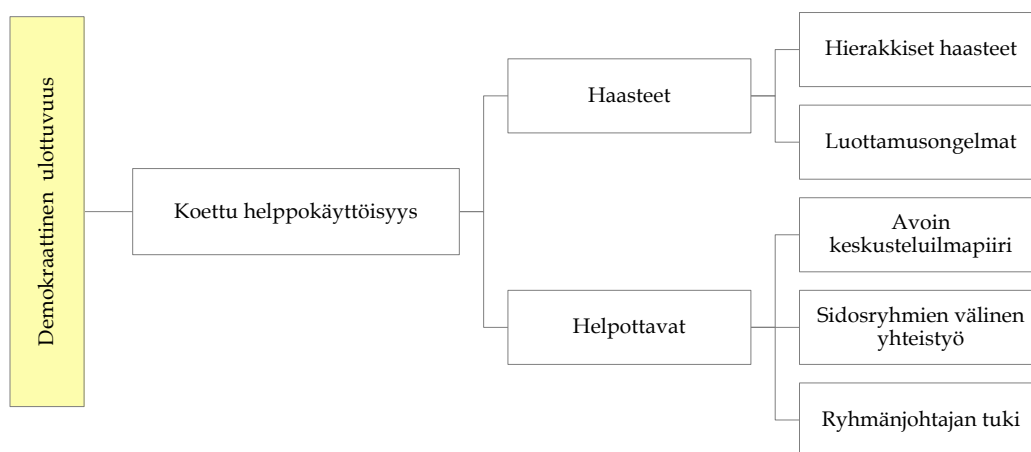 Demokraattinen ulottuvuus
Koettu helppokäyttöisyys
Haasteet
Hierakkiset haasteet
Luottamusongelmat
Helpottavat
Avoin
keskusteluilmapiiri
Sidosryhmien välinen
yhteistyö
Ryhmänjohtajan tuki